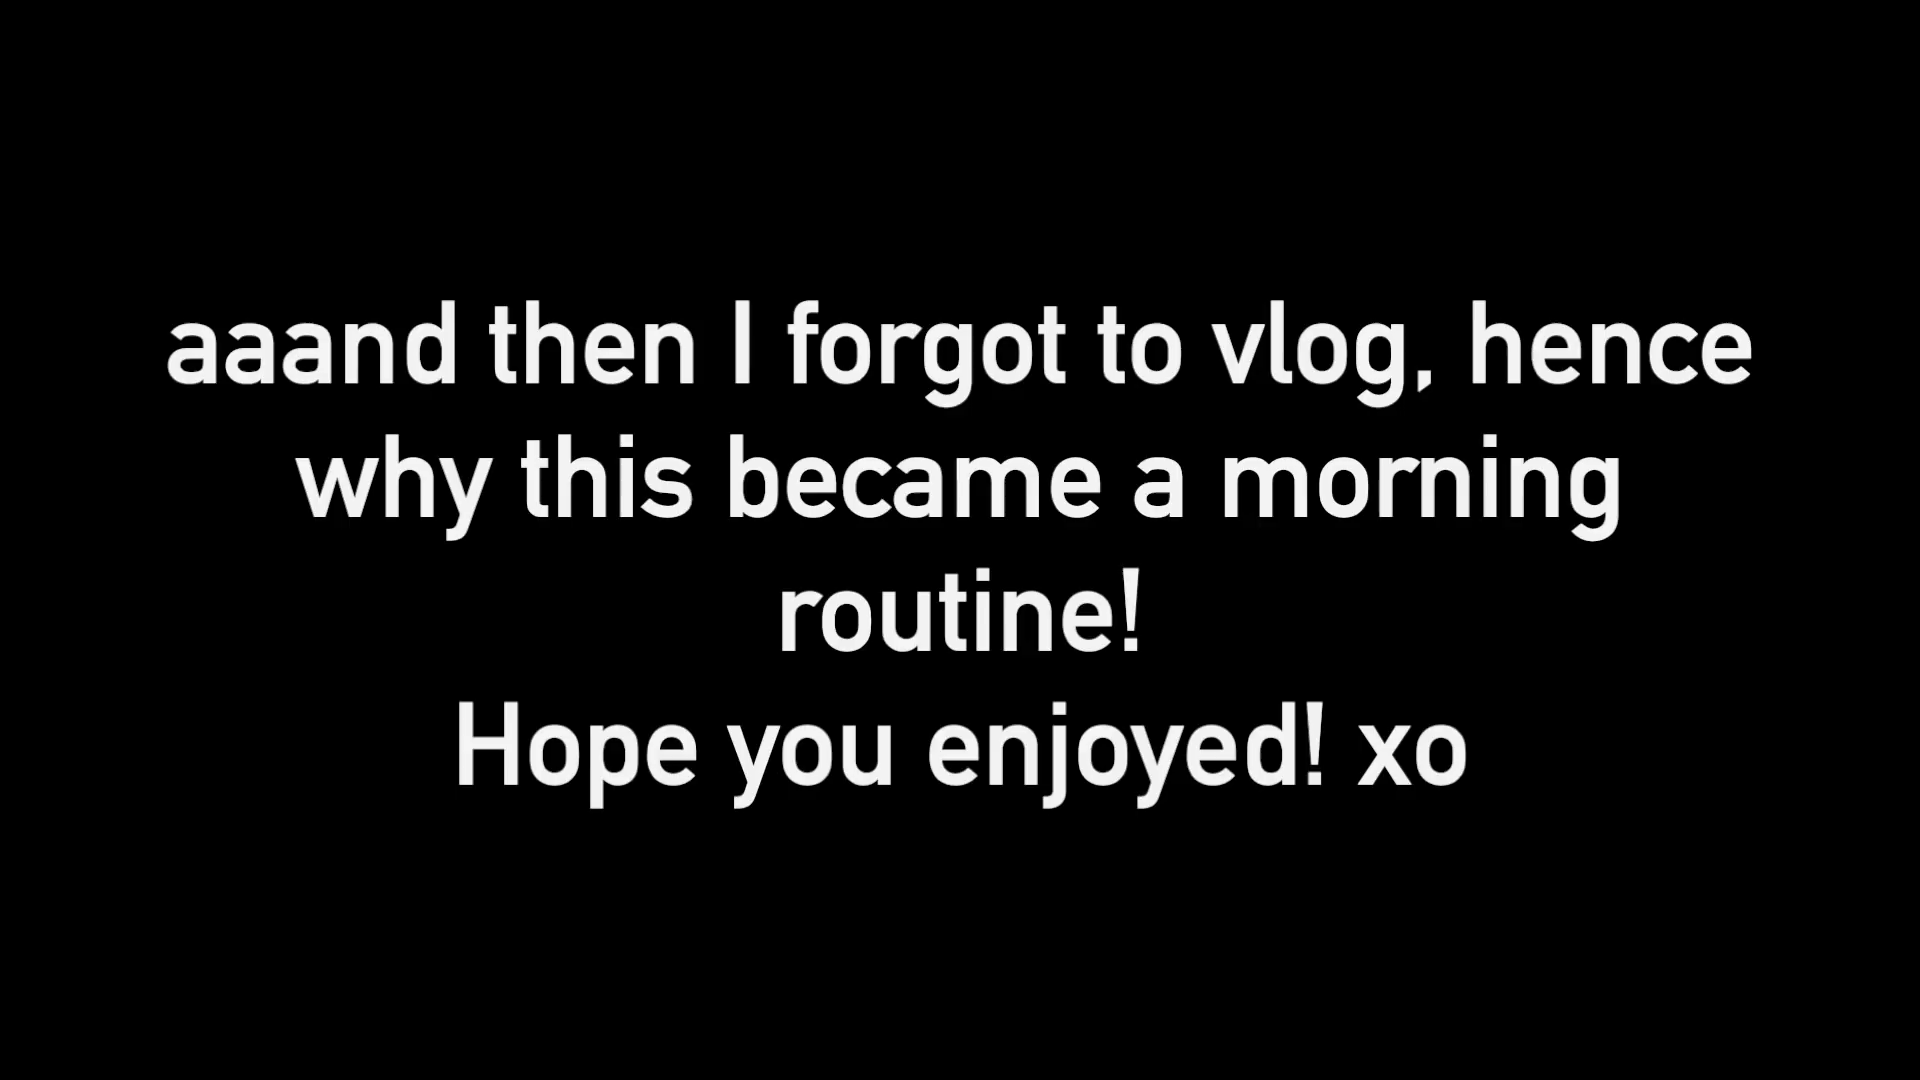 aaand then I forgot to vlog, hence
why this became a morning
routine!
Hope you enjoyed! xo